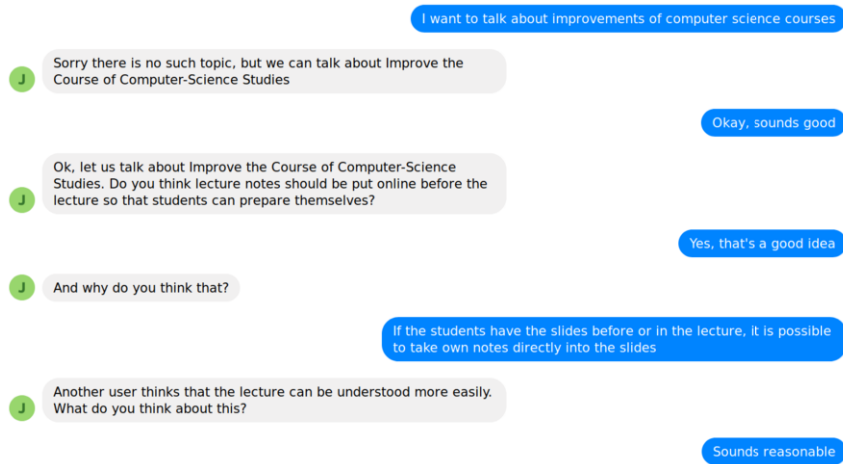 I want to talk about improvements of computer science courses
J
Sorry there is no such topic, but we can talk about Improve the
Course of Computer-Science Studies
Okay, sounds good
J
Ok, let us talk about Improve the Course of Computer-Science
Studies. Do you think lecture notes should be put online before the
lecture so that students can prepare themselves?
Yes, that's a good idea
J
And why do you think that?
If the students have the slides before or in the lecture, it is possible
to take own notes directly into the slides
J
Another user thinks that the lecture can be understood more easily.
What do you think about this?
Sounds reasonable